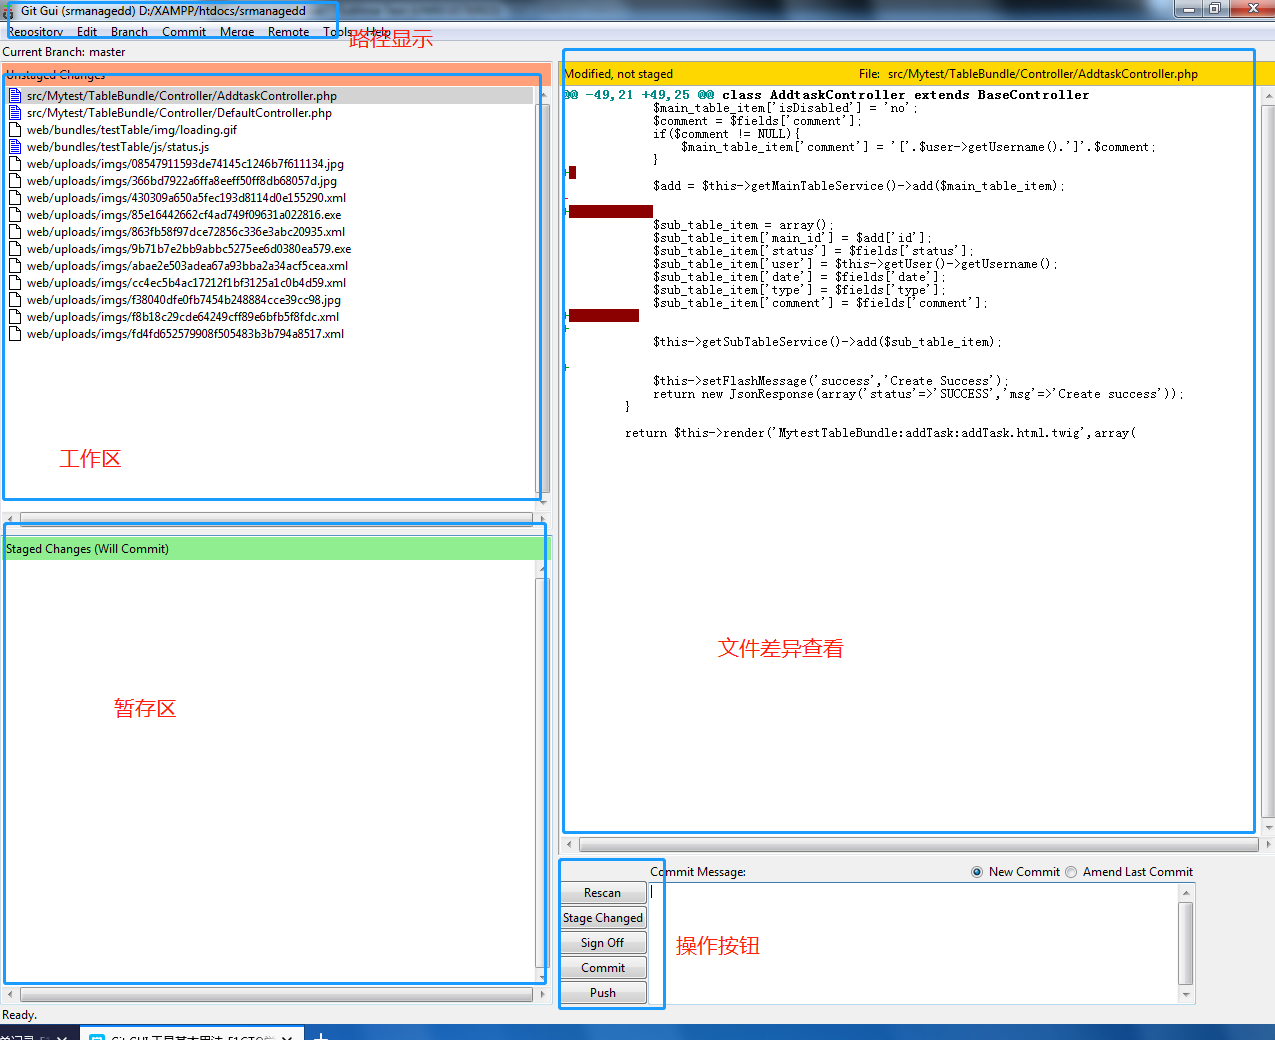 Git Gui (srmanagedd) D:/XAMPP/htdocs/srmanagedd
Repository Edit Branch Commit Merge Remote Tools Help
路径显示
Current Branch: master
Unstaged Changes
src/Mytest/TableBundle/Controller/AddtaskController.php
src/Mytest/TableBundle/Controller/DefaultController.php
web/bundles/testTable/img/loading.gif
web/bundles/testTable/js/status.js
web/uploads/imgs/08547911593de74145c1246b7f611134.jpg
web/uploads/imgs/366bd7922a6ffa8eeff50ff8db68057d.jpg
web/uploads/imgs/430309a650a5fec193d8114d0e155290.xml
web/uploads/imgs/85e16442662cf4ad749f09631a022816.exe
web/uploads/imgs/863fb58f97dce72856c336e3abc20935.xml
web/uploads/imgs/9b71b7e2bb9abbc5275ee6d0380ea579.exe
web/uploads/imgs/abae2e503adea67a93bba2a34acf5cea.xml
web/uploads/imgs/cc4ec5b4ac17212f1bf3125a1c0b4d59.xml
web/uploads/imgs/f38040dfe0fb7454b248884cce39cc98.jpg
web/uploads/imgs/f8b18c29cde64249cff89e6bfb5f8fdc.xml
web/uploads/imgs/fd4fd652579908f505483b3b794a8517.xml
工作区
Staged Changes (Will Commit)
暂存区
Modified, not staged File: src/Mytest/TableBundle/Controller/AddtaskController.php
@@ -49,21 +49,25 @@ class AddtaskController extends BaseController
$main_table_item['isDisabled'] = 'no';
$comment = $fields['comment'];
if($comment != NULL){
$main_table_item['comment'] = '['.$user->getUsername().']'.$comment;
}
+
$add = $this->getMainTableService()->add($main_table_item);
-
+
$sub_table_item = array();
$sub_table_item['main_id'] = $add['id'];
$sub_table_item['status'] = $fields['status'];
$sub_table_item['user'] = $this->getUser()->getUsername();
$sub_table_item['date'] = $fields['date'];
$sub_table_item['type'] = $fields['type'];
$sub_table_item['comment'] = $fields['comment'];
+
+
$this->getSubTableService()->add($sub_table_item);
+
$this->setFlashMessage('success','Create Success');
return new JsonResponse(array('status'=>'SUCCESS','msg'=>'Create success'));
}
return $this->render('MytestTableBundle:addTask:addTask.html.twig',array(
文件差异查看
Commit Message: New Commit Amend Last Commit
Rescan
Stage Changed
Sign Off
Commit
Push
操作按钮
Ready.